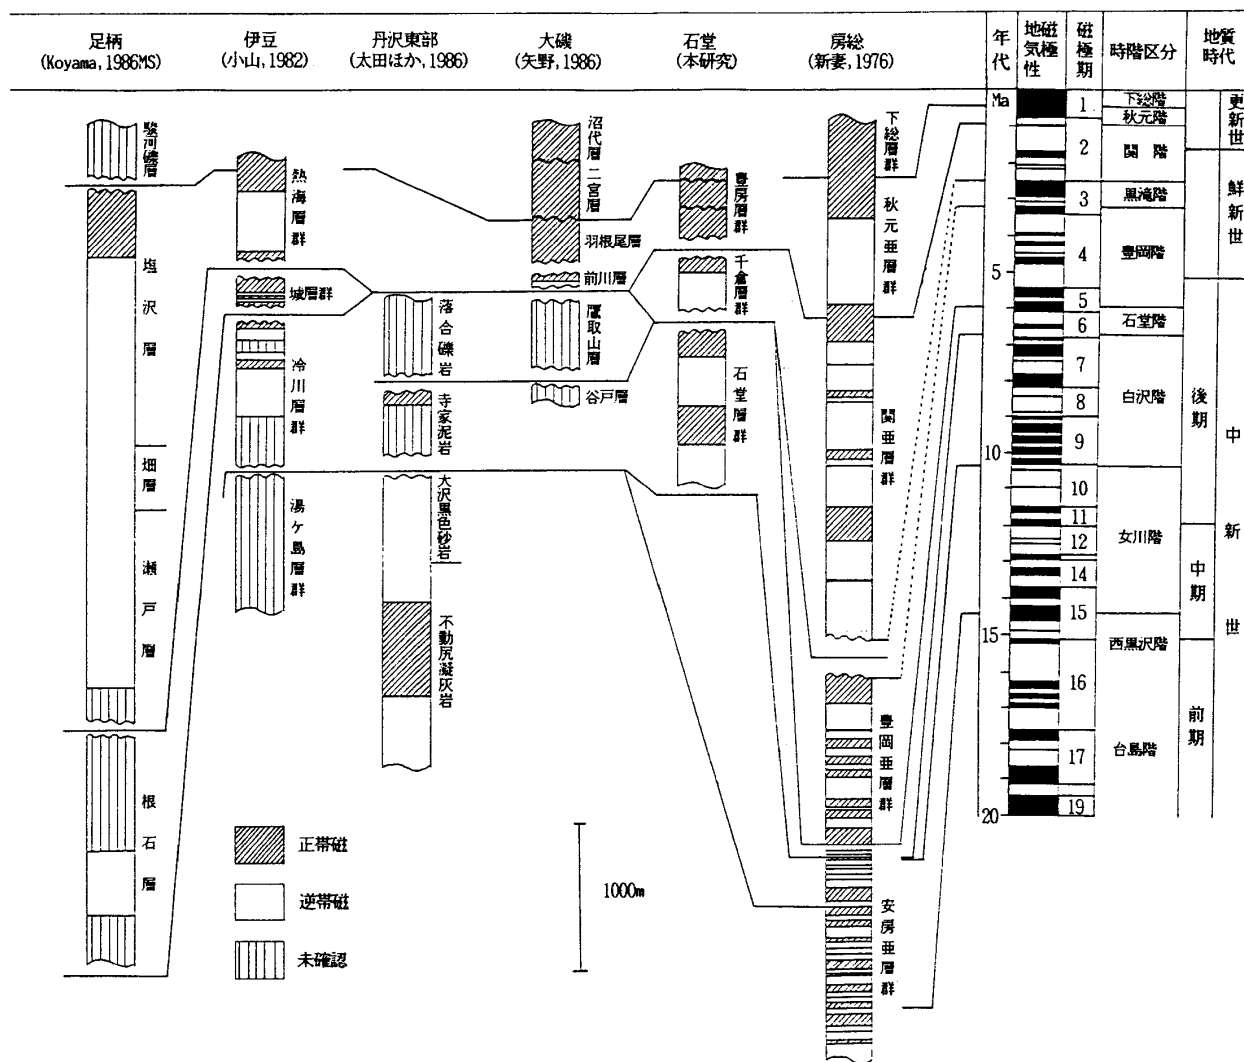 足柄
(Koyama,1986MS)
伊豆
(小山,1982)
丹沢東部
(太田ほか,1986)
大磯
(矢野,1986)
石堂
(本研究)
房総
(新妻,1976)
年代
地磁気極性
磁極期
時階区分
地質時代
Ma
5
10
15
20
1
2
3
4
5
6
7
8
9
10
11
12
14
15
16
17
19
下総階
秋元階
関 階
黒滝階
豊岡階
石堂階
白沢階
女川階
西黒沢階
台島階
後期
中期
前期
更新世
鮮新世
中新世
駿河礫層
塩沢層
畑層
瀬戸層
根石層
熱海層群
城層群
冷川層群
湯ケ島層群
落合礫岩
寺家泥岩
大沢黒色砂岩
不動尻凝灰岩
沼代層
二宮層
羽根尾層
前川層
鷹取山層
谷戸層
豊房層群
千倉層群
石堂層群
下総層群
秋元亜層群
関亜層群
豊岡亜層群
安房亜層群
正帯磁
逆帯磁
未確認
1000m